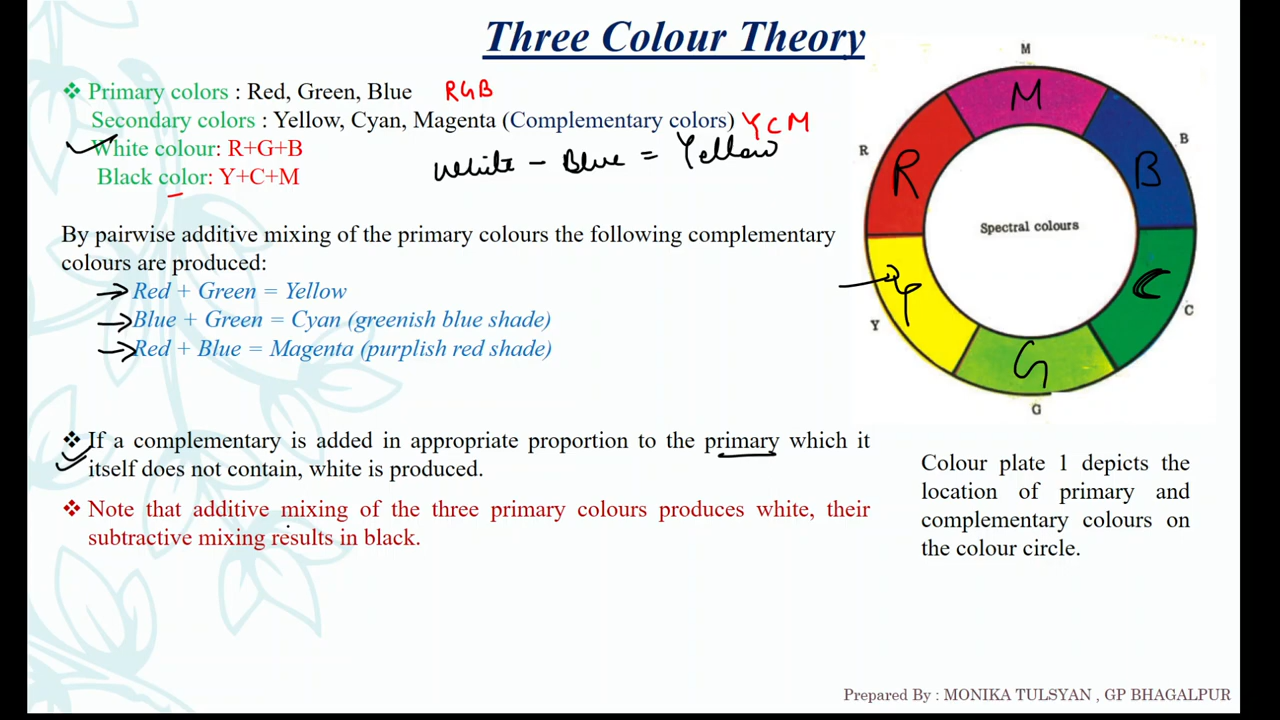 Three Colour Theory
❖ Primary colors : Red, Green, Blue RGB
Secondary colors : Yellow, Cyan, Magenta (Complementary colors) YCM
White colour: R+G+B
White - Blue = Yellow
Black color: Y+C+M
By pairwise additive mixing of the primary colours the following complementary
colours are produced:
Red + Green = Yellow
Blue + Green = Cyan (greenish blue shade)
Red + Blue = Magenta (purplish red shade)
❖ If a complementary is added in appropriate proportion to the primary which it
itself does not contain, white is produced.
❖ Note that additive mixing of the three primary colours produces white, their
subtractive mixing results in black.
M
M
B
B
R
R
Spectral colours
Y
Y
C
C
G
G
Colour plate 1 depicts the
location of primary and
complementary colours on
the colour circle.
Prepared By : MONIKA TULSYAN , GP BHAGALPUR